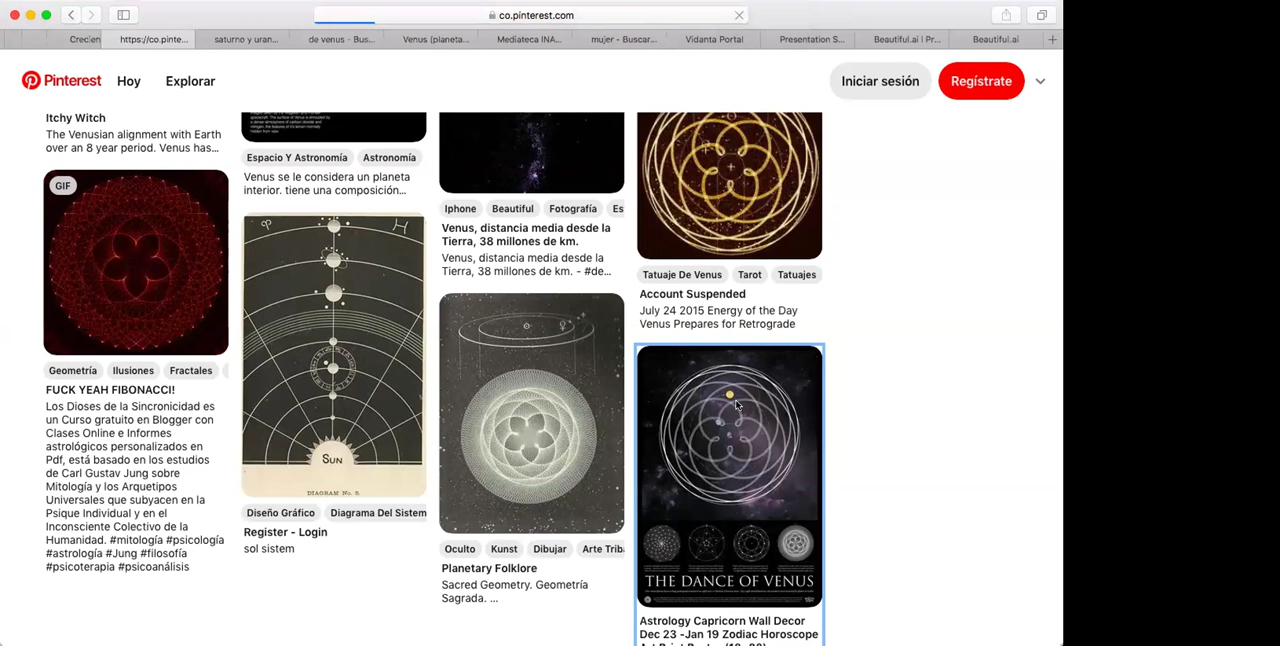 co.pinterest.com
Crecien
https://co.pinte...
saturno y uran...
de venus - Bus...
Venus (planeta...
Mediateca INA...
mujer - Buscar...
Vidanta Portal
Presentation S...
Beautiful.ai | Pr...
Beautiful.ai
Pinterest
Hoy
Explorar
Iniciar sesión
Regístrate
Itchy Witch
The Venusian alignment with Earth
over an 8 year period. Venus has...
GIF
Geometría
Ilusiones
Fractales
FUCK YEAH FIBONACCI!
Los Dioses de la Sincronicidad es
un Curso gratuito en Blogger con
Clases Online e Informes
astrológicos personalizados en
Pdf, está basado en los estudios
de Carl Gustav Jung sobre
Mitología y los Arquetipos
Universales que subyacen en la
Psique Individual y en el
Inconsciente Colectivo de la
Humanidad. #mitología #psicología
#astrología #Jung #filosofía
#psicoterapia #psicoanálisis
Espacio Y Astronomía
Astronomía
Venus se le considera un planeta
interior. tiene una composición...
SUN
DIAGRAM No. 8.
Diseño Gráfico
Diagrama Del Sistem
Register - Login
sol sistem
Iphone
Beautiful
Fotografía
Es
Venus, distancia media desde la
Tierra, 38 millones de km.
Venus, distancia media desde la
Tierra, 38 millones de km. - #de...
Oculto
Kunst
Dibujar
Arte Triba
Planetary Folklore
Sacred Geometry. Geometría
Sagrada. ...
Tatuaje De Venus
Tarot
Tatuajes
Account Suspended
July 24 2015 Energy of the Day
Venus Prepares for Retrograde
THE DANCE OF VENUS
Astrology Capricorn Wall Decor
Dec 23 -Jan 19 Zodiac Horoscope